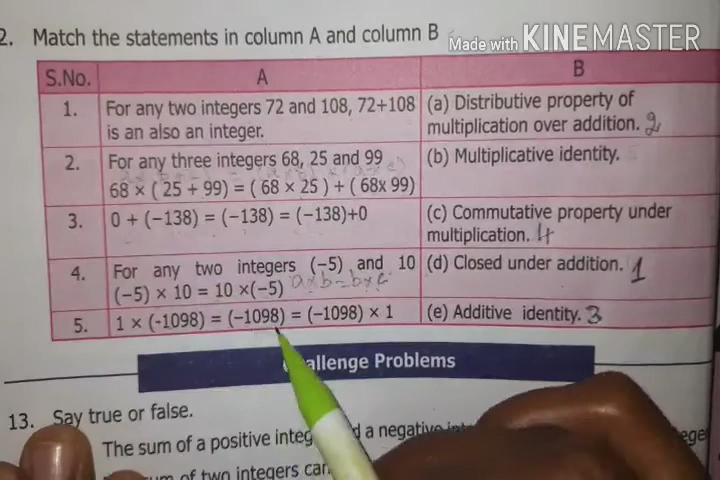 2. Match the statements in column A and column B
Made with KINEMASTER
S.No. A B
1. For any two integers 72 and 108, 72+108 is an also an integer. (a) Distributive property of multiplication over addition. 2
2. For any three integers 68, 25 and 99 68 × ( 25 + 99) = ( 68 × 25 ) + ( 68x 99) (b) Multiplicative identity.
3. 0 + (−138) = (−138) = (−138)+0 (c) Commutative property under multiplication. 4
4. For any two integers (−5) and 10 (−5) × 10 = 10 ×(−5) (d) Closed under addition. 1
5. 1 × (-1098) = (−1098) = (−1098) × 1 (e) Additive identity. 3
Challenge Problems
13. Say true or false.
The sum of a positive a negative
of two integers can